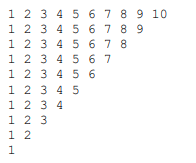 1 2 3 4 5 6 7 8 9 10
1 2 3 4 5 6 7 8 9
1 2 3 4 5 6 7 8
1 2 3 4 5 6 7
1 2 3 4 5 6
1 2 3 4 5
1 2 3 4
1 2 3
1 2
1